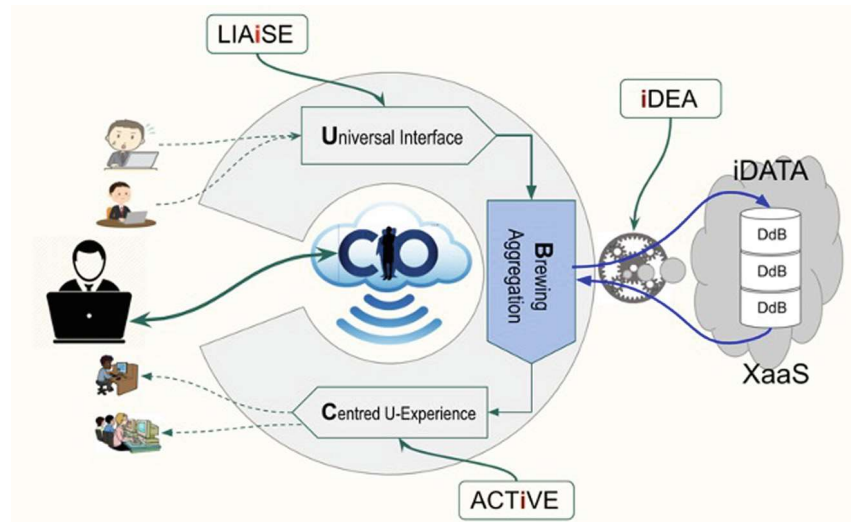 LIAiSE
iDEA
Universal Interface
iDATA
Brewing
Aggregation
CIO
DdB
DdB
DdB
XaaS
Centred U-Experience
ACTiVE